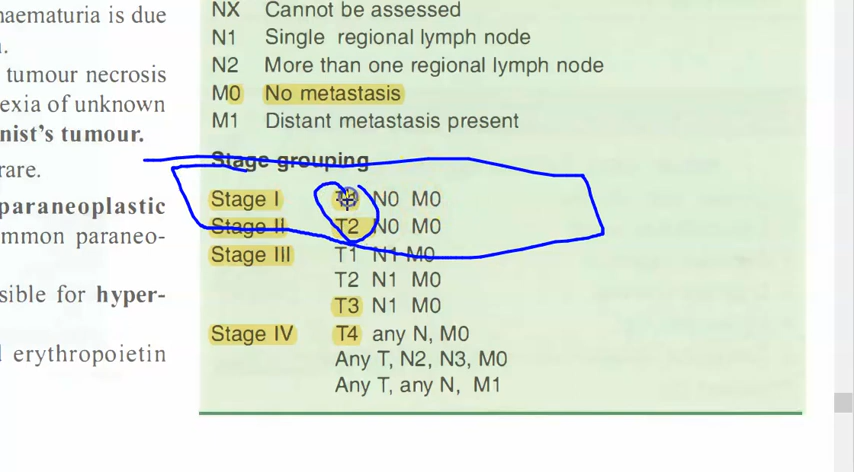 haematuria is due
NX Cannot be assessed
N1 Single regional lymph node
tumour necrosis
N2 More than one regional lymph node
exia of unknown
M0 No metastasis
nist's tumour.
M1 Distant metastasis present
rare.
Stage grouping
paraneoplastic
Stage I N0 M0
Stage II T2 N0 M0
mmon paraneo-
Stage III T1 N1 M0
T2 N1 M0
sible for hyper-
T3 N1 M0
Stage IV T4 any N, M0
erythropoietin
Any T, N2, N3, M0
Any T, any N, M1